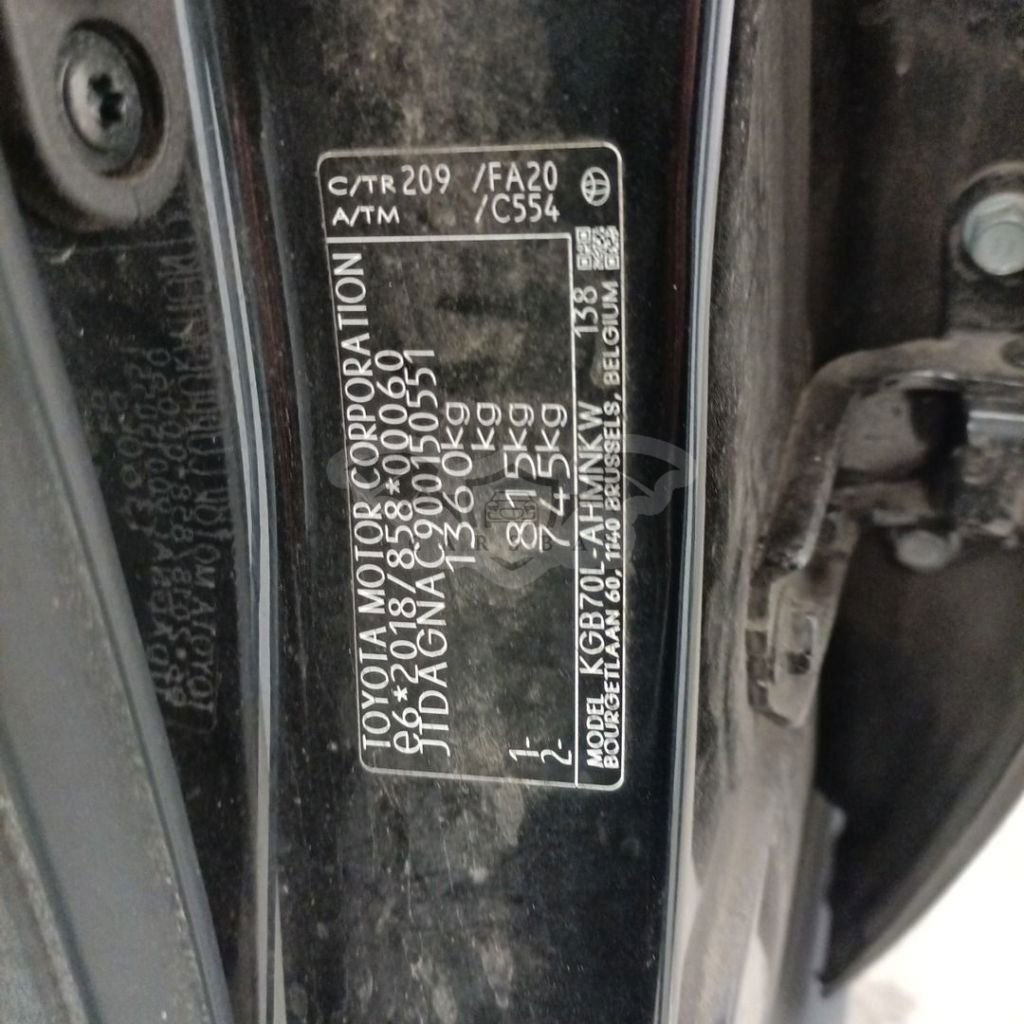 C/TR 209 /FA20
A/TM /C554
TOYOTA MOTOR CORPORATION
e6*2018/858*00060
JTDAGNAC900150551
1360kg
kg
1- 815kg
2- 745kg
MODEL KGB70L-AHMNKW 138
BOURGETLAAN 60, 1140 BRUSSELS, BELGIUM